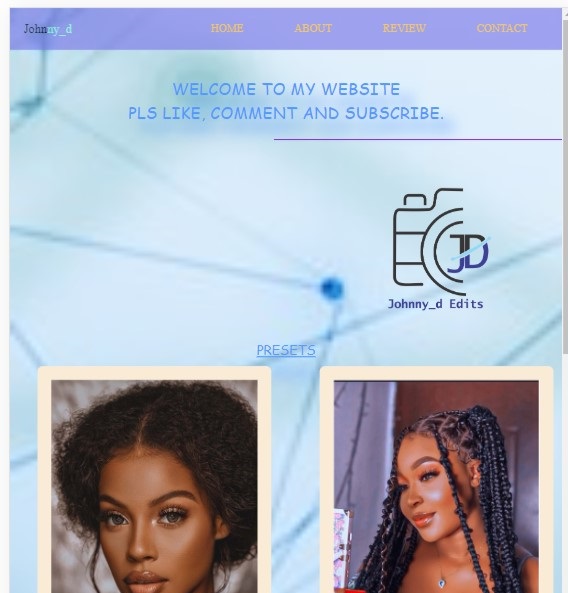 Johnny_d HOME ABOUT REVIEW CONTACT
WELCOME TO MY WEBSITE
PLS LIKE, COMMENT AND SUBSCRIBE.
JD
Johnny_d Edits
PRESETS